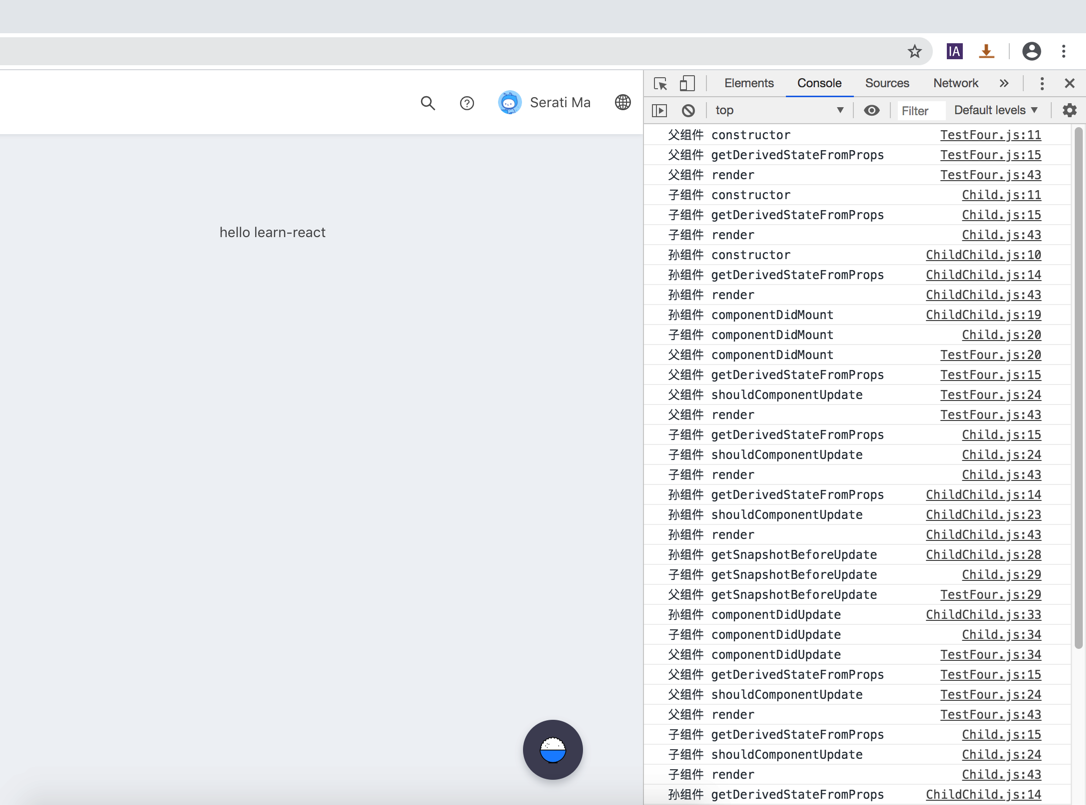 IA
Serati Ma
hello learn-react
Elements Console Sources Network »
top Filter Default levels
父组件 constructor TestFour.js:11
父组件 getDerivedStateFromProps TestFour.js:15
父组件 render TestFour.js:43
子组件 constructor Child.js:11
子组件 getDerivedStateFromProps Child.js:15
子组件 render Child.js:43
孙组件 constructor ChildChild.js:10
孙组件 getDerivedStateFromProps ChildChild.js:14
孙组件 render ChildChild.js:43
孙组件 componentDidMount ChildChild.js:19
子组件 componentDidMount Child.js:20
父组件 componentDidMount TestFour.js:20
父组件 getDerivedStateFromProps TestFour.js:15
父组件 shouldComponentUpdate TestFour.js:24
父组件 render TestFour.js:43
子组件 getDerivedStateFromProps Child.js:15
子组件 shouldComponentUpdate Child.js:24
子组件 render Child.js:43
孙组件 getDerivedStateFromProps ChildChild.js:14
孙组件 shouldComponentUpdate ChildChild.js:23
孙组件 render ChildChild.js:43
孙组件 getSnapshotBeforeUpdate ChildChild.js:28
子组件 getSnapshotBeforeUpdate Child.js:29
父组件 getSnapshotBeforeUpdate TestFour.js:29
孙组件 componentDidUpdate ChildChild.js:33
子组件 componentDidUpdate Child.js:34
父组件 componentDidUpdate TestFour.js:34
父组件 getDerivedStateFromProps TestFour.js:15
父组件 shouldComponentUpdate TestFour.js:24
父组件 render TestFour.js:43
子组件 getDerivedStateFromProps Child.js:15
子组件 shouldComponentUpdate Child.js:24
子组件 render Child.js:43
孙组件 getDerivedStateFromProps ChildChild.js:14